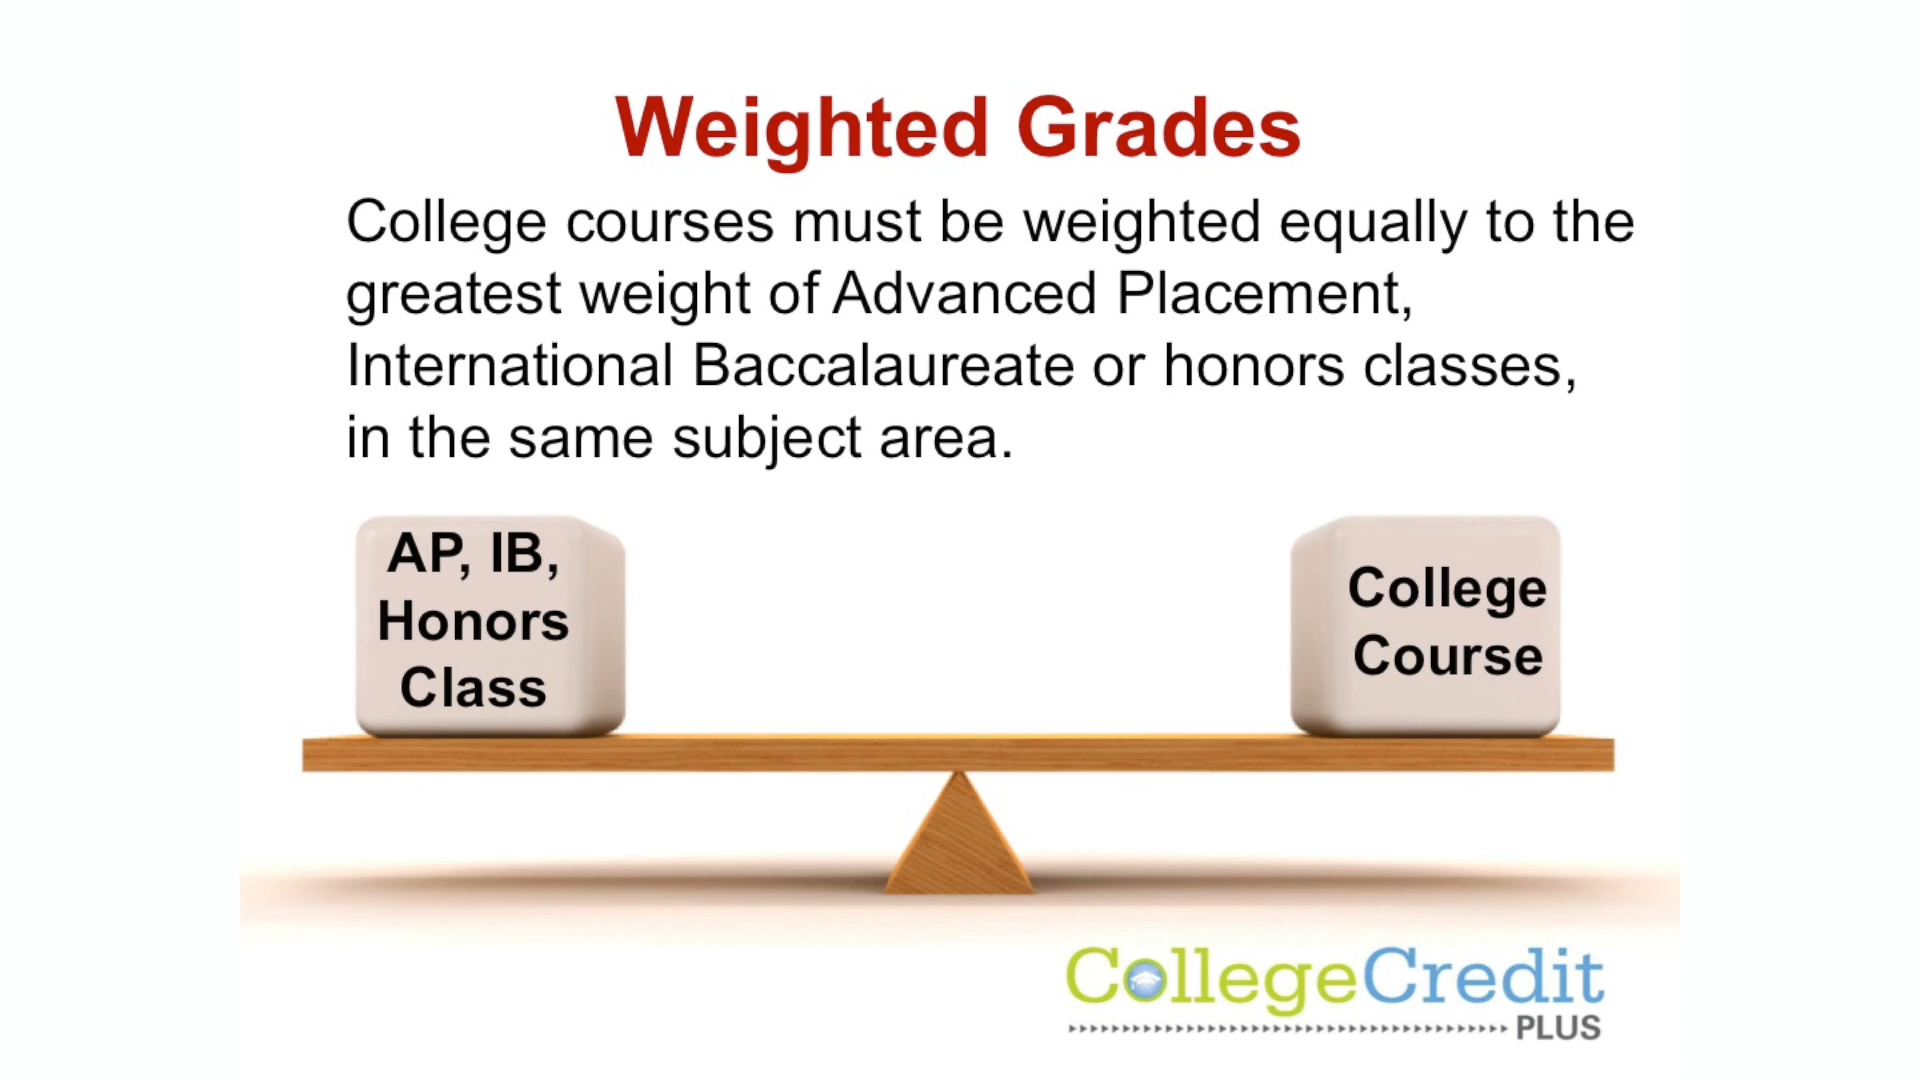 Weighted Grades
College courses must be weighted equally to the
greatest weight of Advanced Placement,
International Baccalaureate or honors classes,
in the same subject area.
AP, IB,
Honors
Class
College
Course
CollegeCredit
PLUS